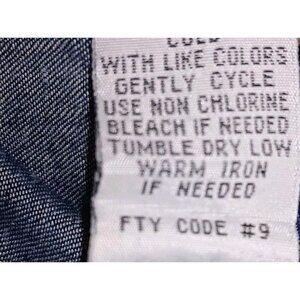 COLD
WITH LIKE COLORS
GENTLY CYCLE
USE NON CHLORINE
BLEACH IF NEEDED
TUMBLE DRY LOW
WARM IRON
IF NEEDED
FTY CODE #9